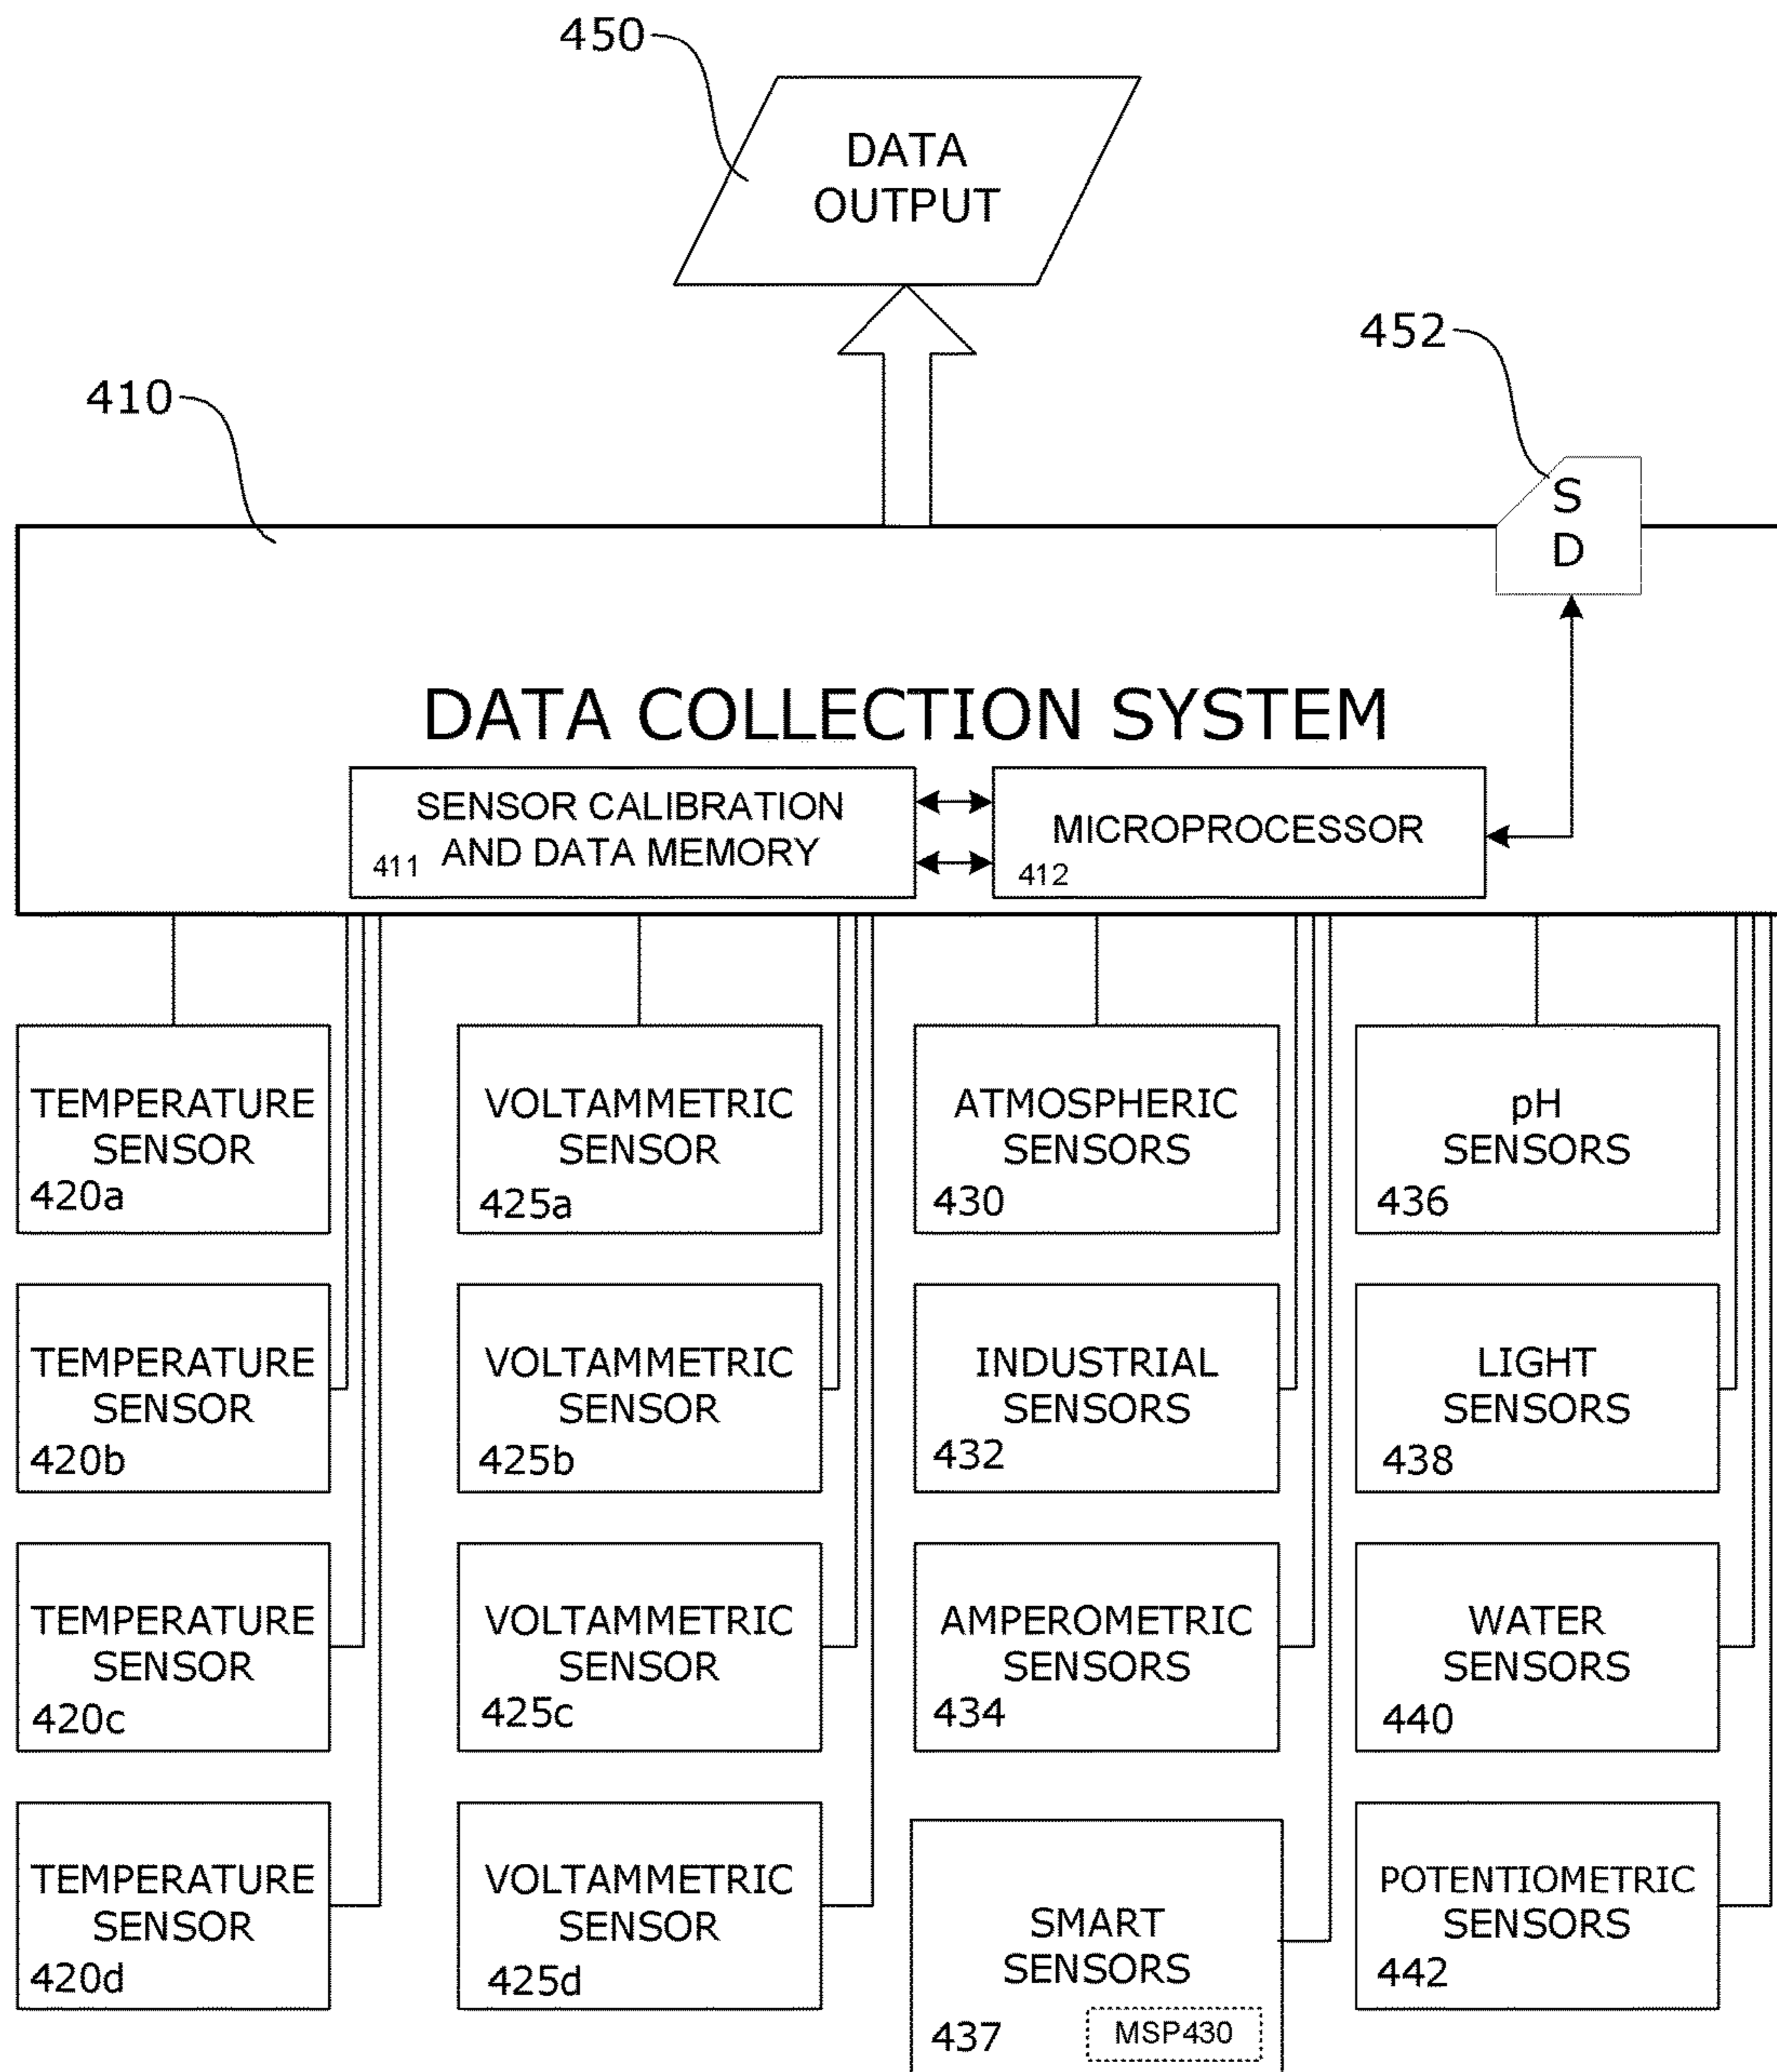 450
DATA
OUTPUT
452
410
S
D
DATA COLLECTION SYSTEM
SENSOR CALIBRATION
411 AND DATA MEMORY
MICROPROCESSOR
412
TEMPERATURE
SENSOR
420a
VOLTAMMETRIC
SENSOR
425a
ATMOSPHERIC
SENSORS
430
pH
SENSORS
436
TEMPERATURE
SENSOR
420b
VOLTAMMETRIC
SENSOR
425b
INDUSTRIAL
SENSORS
432
LIGHT
SENSORS
438
TEMPERATURE
SENSOR
420c
VOLTAMMETRIC
SENSOR
425c
AMPEROMETRIC
SENSORS
434
WATER
SENSORS
440
TEMPERATURE
SENSOR
420d
VOLTAMMETRIC
SENSOR
425d
SMART
SENSORS
437
MSP430
POTENTIOMETRIC
SENSORS
442